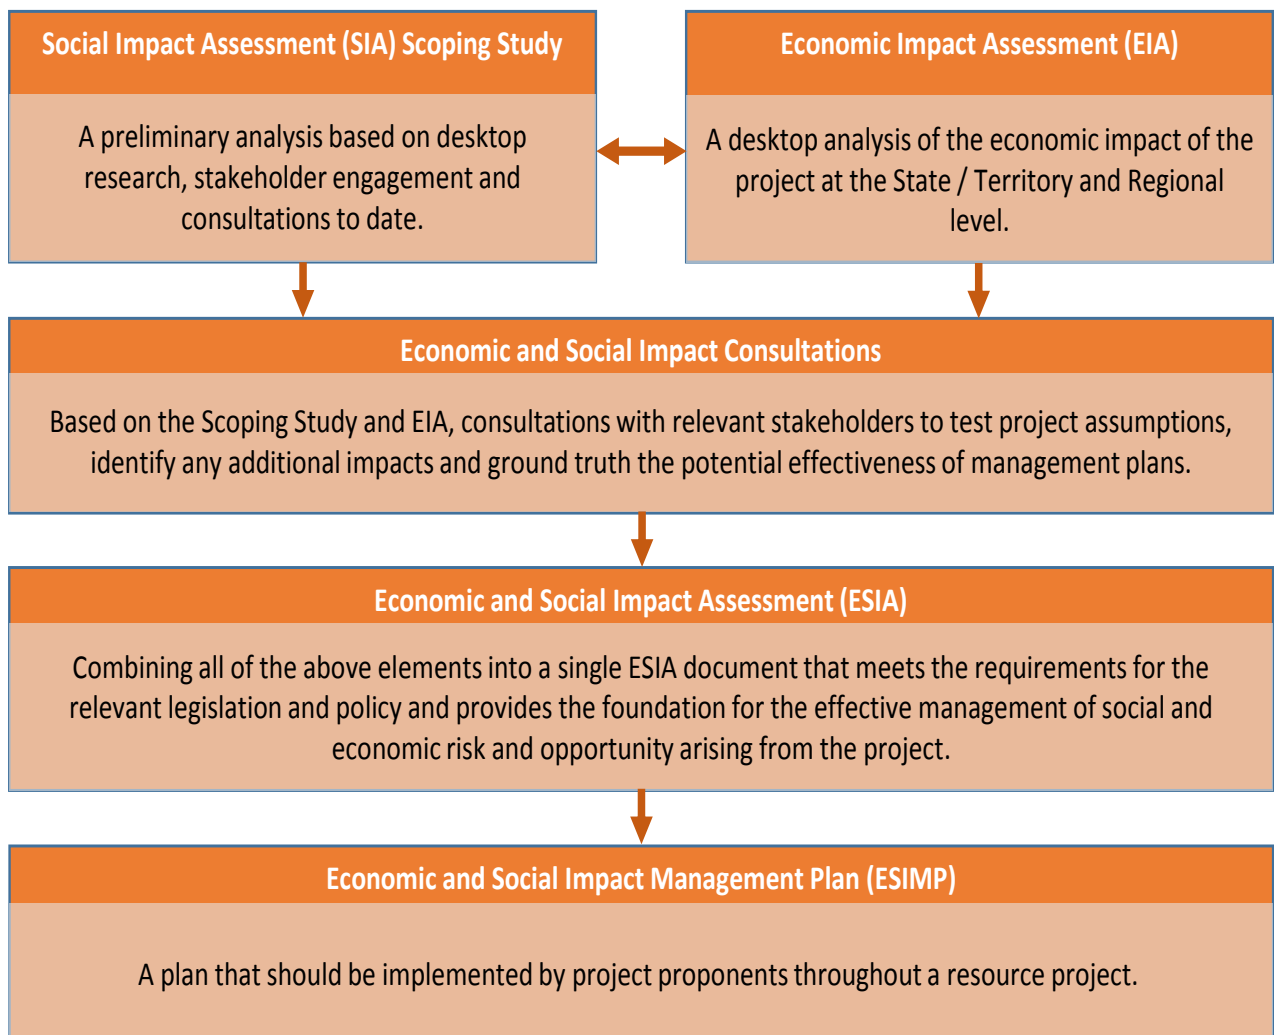 Social Impact Assessment (SIA) Scoping Study
A preliminary analysis based on desktop
research, stakeholder engagement and
consultations to date.
Economic Impact Assessment (EIA)
A desktop analysis of the economic impact of the
project at the State / Territory and Regional
level.
Economic and Social Impact Consultations
Based on the Scoping Study and EIA, consultations with relevant stakeholders to test project assumptions,
identify any additional impacts and ground truth the potential effectiveness of management plans.
Economic and Social Impact Assessment (ESIA)
Combining all of the above elements into a single ESIA document that meets the requirements for the
relevant legislation and policy and provides the foundation for the effective management of social and
economic risk and opportunity arising from the project.
Economic and Social Impact Management Plan (ESIMP)
A plan that should be implemented by project proponents throughout a resource project.